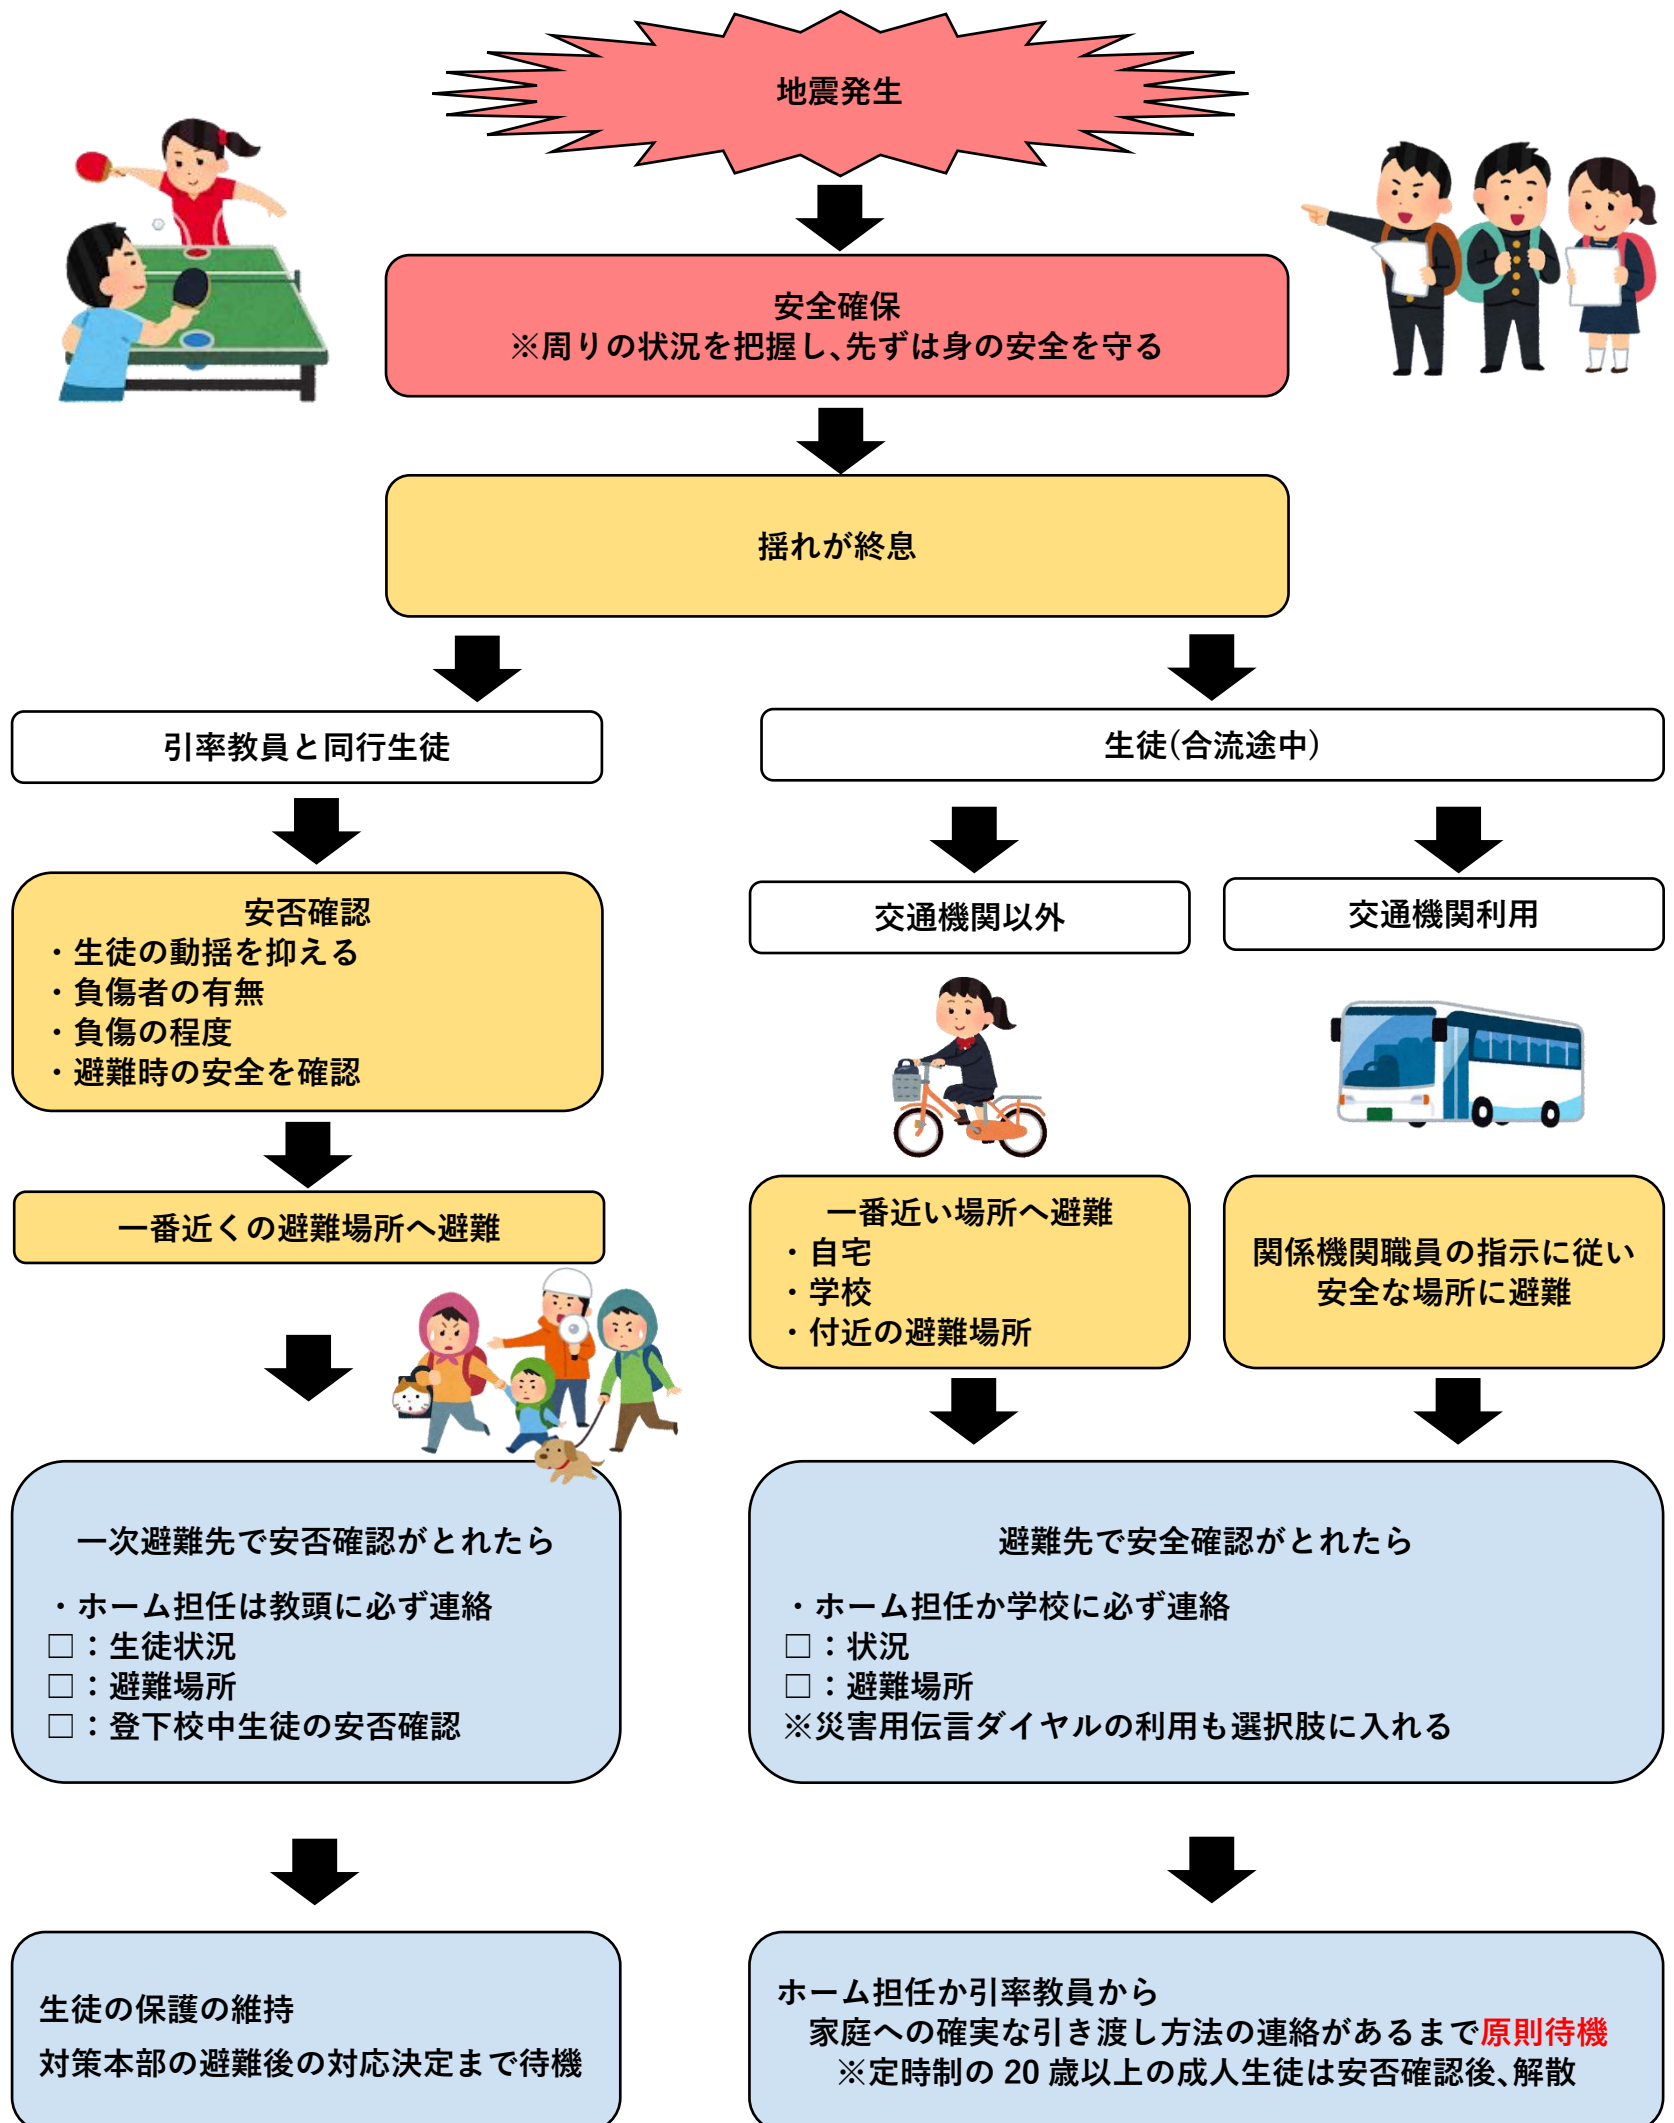 地震発生
安全確保
※周りの状況を把握し、先ずは身の安全を守る
揺れが終息
引率教員と同行生徒
生徒(合流途中)
安否確認
・生徒の動揺を抑える
・負傷者の有無
・負傷の程度
・避難時の安全を確認
交通機関以外
交通機関利用
一番近くの避難場所へ避難
一番近い場所へ避難
・自宅
・学校
・付近の避難場所
関係機関職員の指示に従い
安全な場所に避難
一次避難先で安否確認がとれたら
・ホーム担任は教頭に必ず連絡
□：生徒状況
□：避難場所
□：登下校中生徒の安否確認
避難先で安全確認がとれたら
・ホーム担任か学校に必ず連絡
□：状況
□：避難場所
※災害用伝言ダイヤルの利用も選択肢に入れる
生徒の保護の維持
対策本部の避難後の対応決定まで待機
ホーム担任か引率教員から
家庭への確実な引き渡し方法の連絡があるまで原則待機
※定時制の 20 歳以上の成人生徒は安否確認後、解散